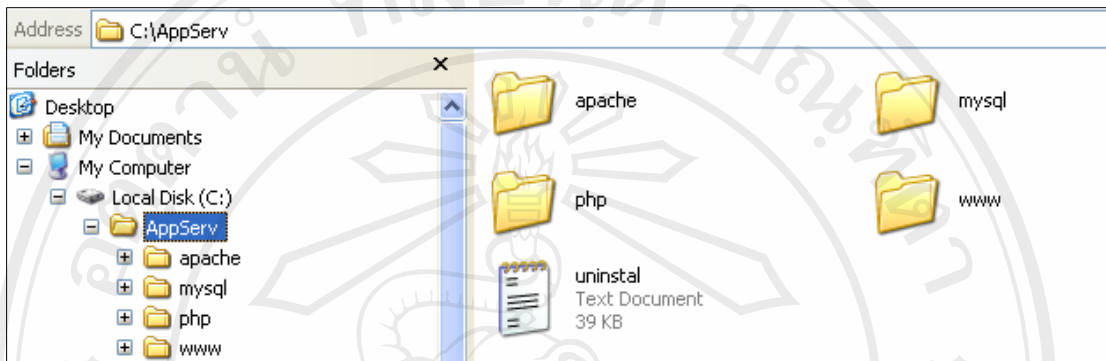 Address C:\AppServ
Folders
Desktop
My Documents
My Computer
Local Disk (C:)
AppServ
apache
mysql
php
www
apache
mysql
php
www
uninstal
Text Document
39 KB